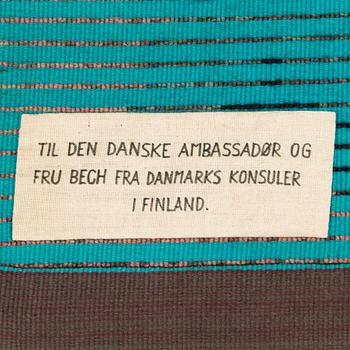 TIL DEN DANSKE AMBASSADØR OG
FRU BECH FRA DANMARKS KONSULER
I FINLAND.